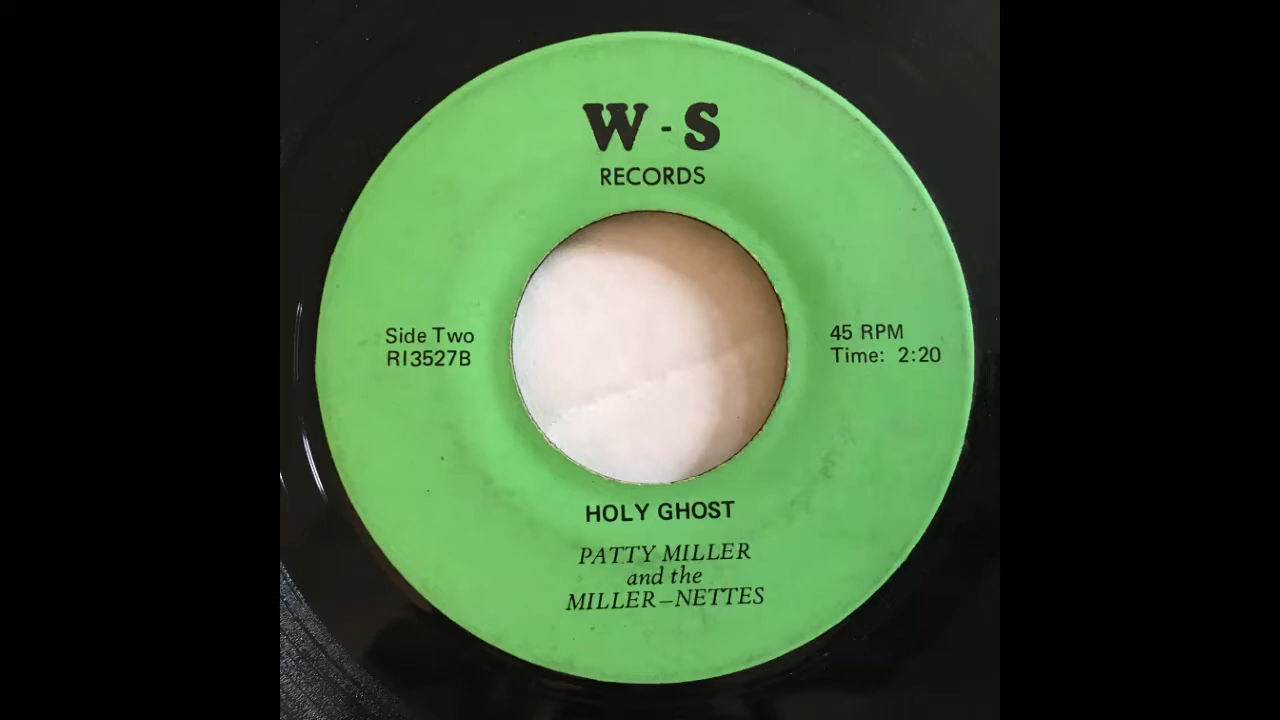 W - S
RECORDS
Side Two
RI3527B
45 RPM
Time: 2:20
HOLY GHOST
PATTY MILLER
and the
MILLER–NETTES